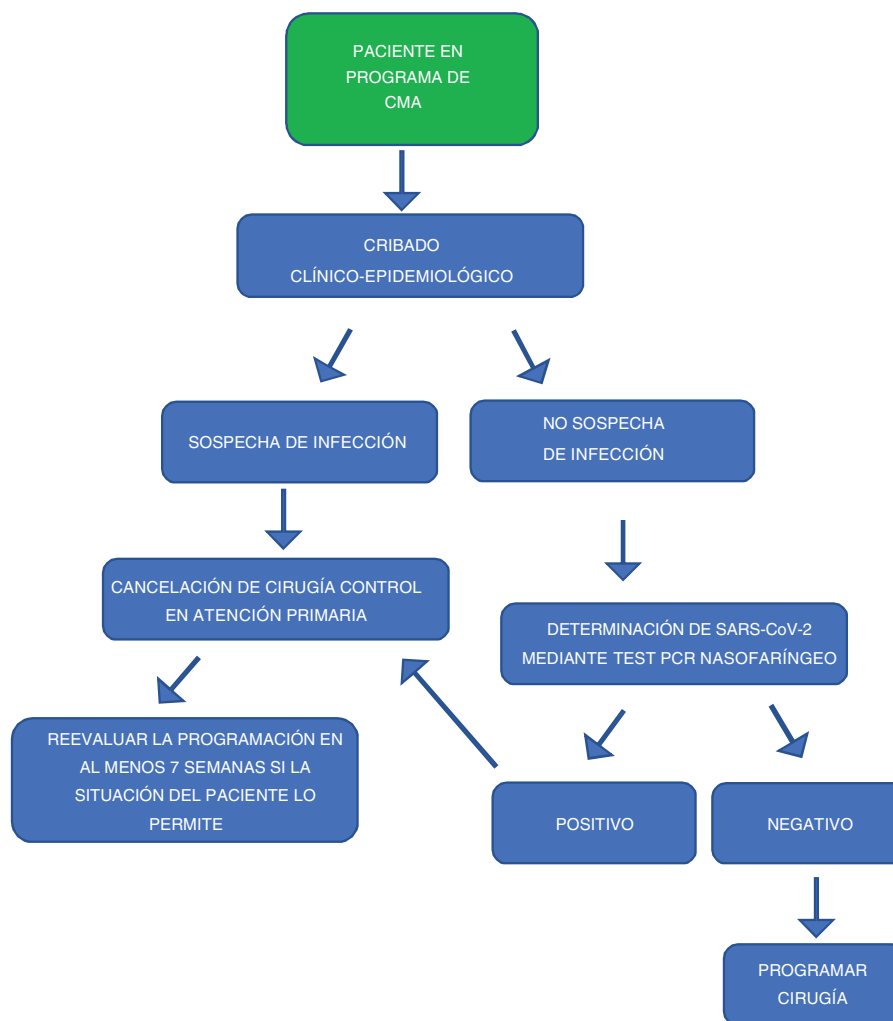 PACIENTE EN
PROGRAMA DE
CMA
CRIBADO
CLÍNICO-EPIDEMIOLÓGICO
SOSPECHA DE INFECCIÓN
NO SOSPECHA
DE INFECCIÓN
CANCELACIÓN DE CIRUGÍA CONTROL
EN ATENCIÓN PRIMARIA
DETERMINACIÓN DE SARS-CoV-2
MEDIANTE TEST PCR NASOFARÍNGEO
REEVALUAR LA PROGRAMACIÓN EN
AL MENOS 7 SEMANAS SI LA
SITUACIÓN DEL PACIENTE LO
PERMITE
POSITIVO
NEGATIVO
PROGRAMAR
CIRUGÍA